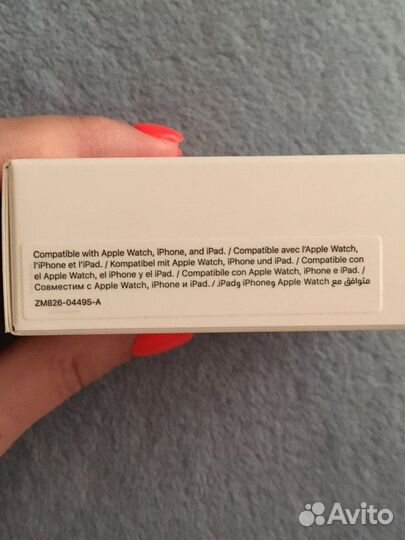 Compatible with Apple Watch, iPhone, and iPad. / Compatible avec l'Apple Watch,
l'iPhone et l'iPad. / Kompatibel mit Apple Watch, iPhone und iPad. / Compatible con
el Apple Watch, el iPhone y el iPad. / Compatibile con Apple Watch, iPhone e iPad. /
Совместим с Apple Watch, iPhone и iPad. / متوافق مع Apple Watch وiPhone وiPad.
ZM826-04495-A
Avito